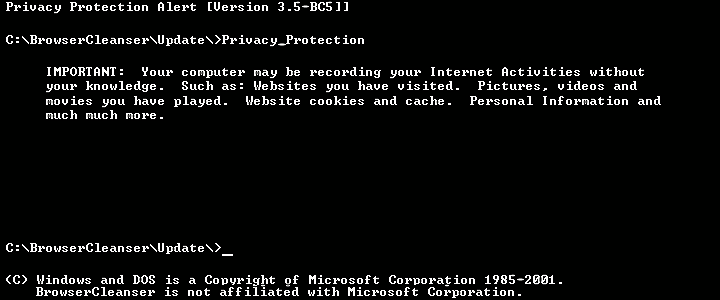 Privacy Protection Alert [Version 3.5-BC5]]
C:\BrowserCleanser\Update\>Privacy_Protection
IMPORTANT:  Your computer may be recording your Internet Activities without
your knowledge.  Such as: Websites you have visited.  Pictures, videos and
movies you have played.  Website cookies and cache.  Personal Information and
much much more.
C:\BrowserCleanser\Update\>_
(C) Windows and DOS is a Copyright of Microsoft Corporation 1985-2001.
BrowserCleanser is not affiliated with Microsoft Corporation.